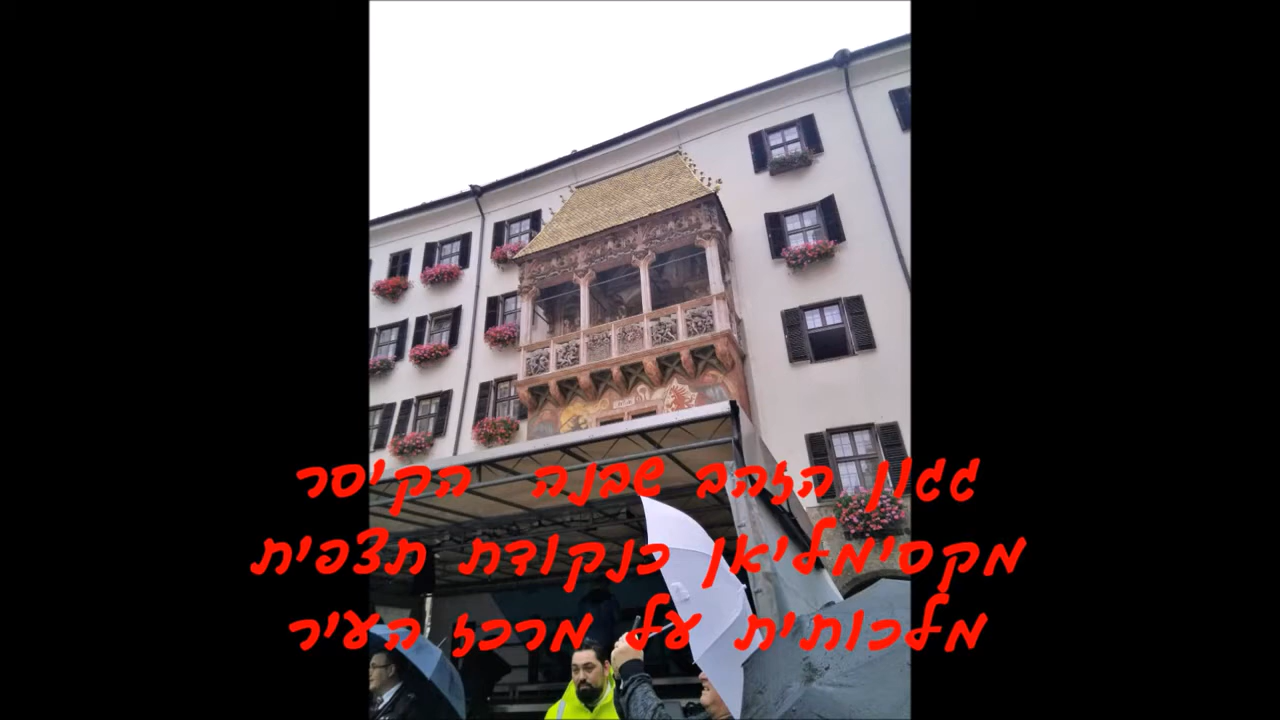 גגון הזהב שבנה הקיסר
מקסימליאן כנקודת תצפית
מלכותית על מרכז העיר